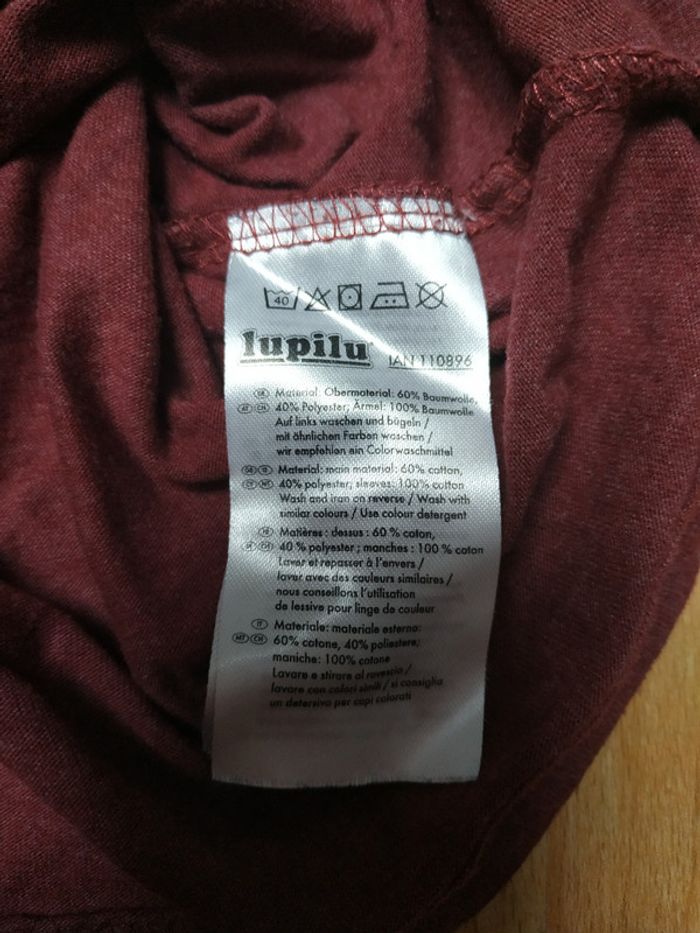 40
lupilu IAN 110896
DE Material: Obermaterial: 60% Baumwolle,
AT CH 40% Polyester; Ärmel: 100% Baumwolle
Auf links waschen und bügeln /
mit ähnlichen Farben waschen /
wir empfehlen ein Colorwaschmittel
GB IE Material: main material: 60% cotton,
CY MT 40% polyester; sleeves: 100% cotton
Wash and iron on reverse / Wash with
similar colours / Use colour detergent
Matières : dessus : 60 % coton,
CH 40 % polyester ; manches : 100 % coton
Laver et repasser à l'envers /
laver avec des couleurs similaires /
nous conseillons l'utilisation
de lessive pour linge de couleur
IT Materiale: materiale esterno:
MT CH 60% cotone, 40% poliestere;
maniche: 100% cotone
Lavare e stirare al rovescio /
lavare con colori simili / si consiglia
un detersivo per capi colorati